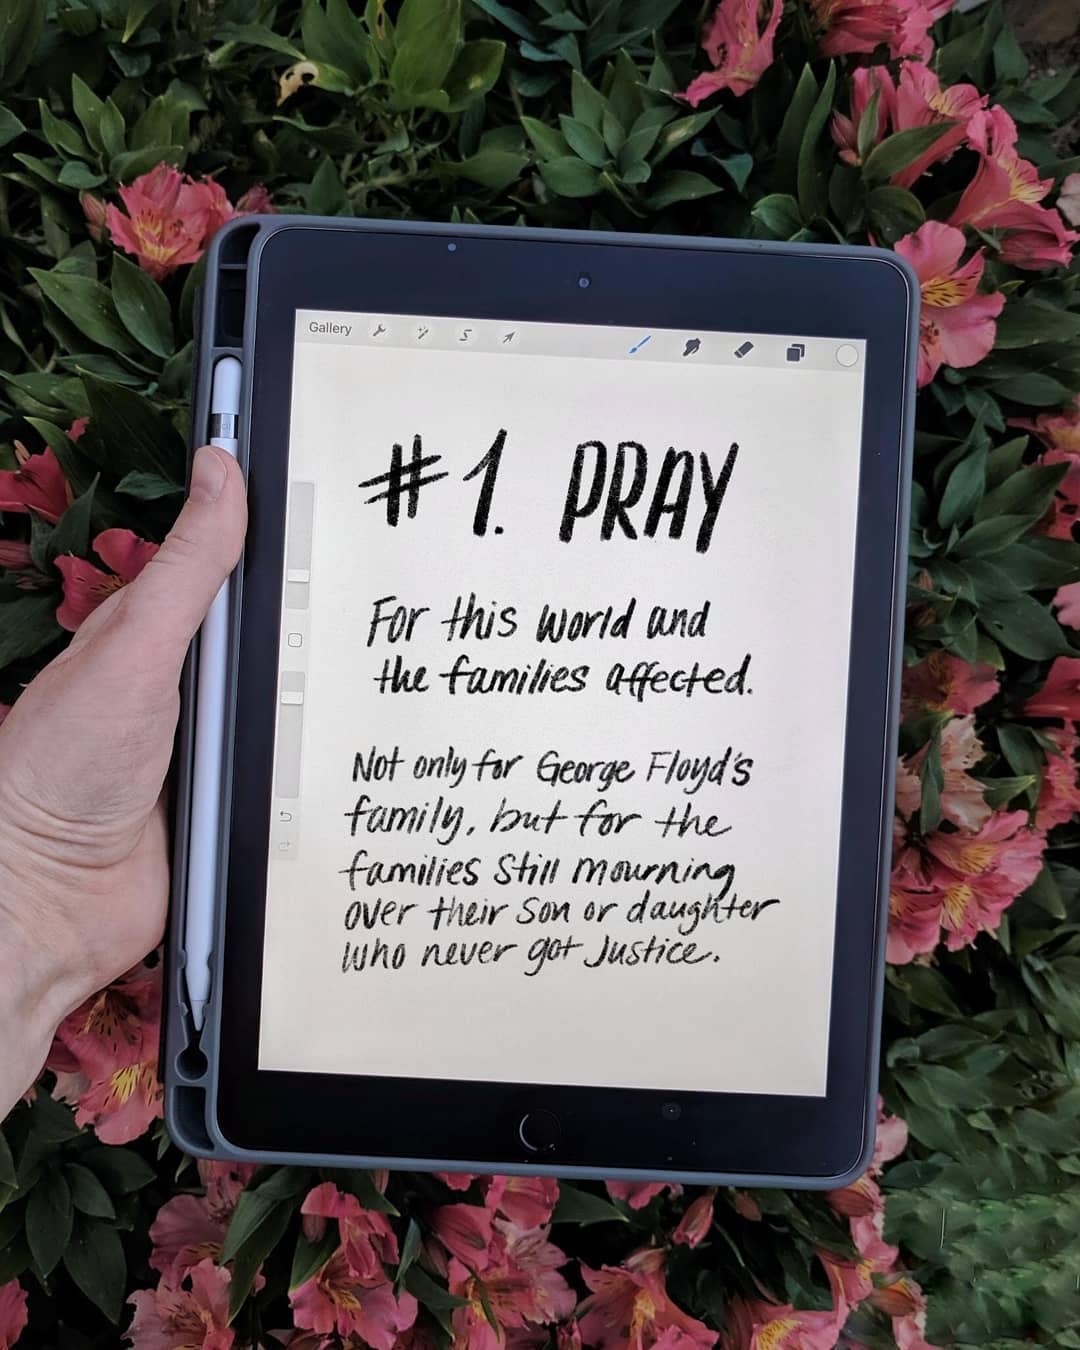 Gallery
#1. PRAY
For this world and
the families affected.
Not only for George Floyd's
family, but for the
families still mourning
over their son or daughter
who never got justice.